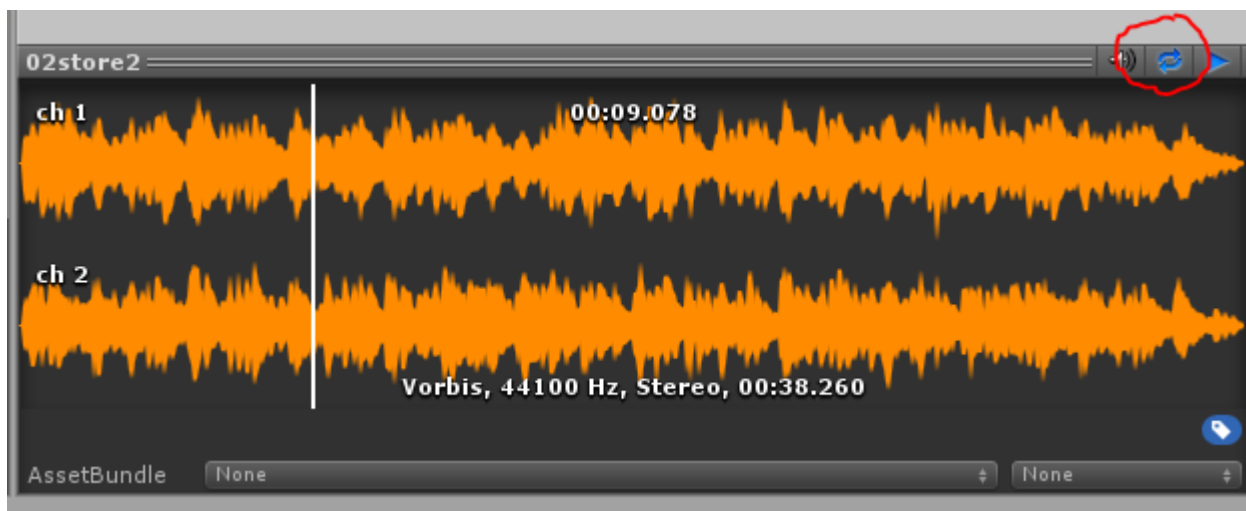 02store2
ch 1
00:09.078
ch 2
Vorbis, 44100 Hz, Stereo, 00:38.260
AssetBundle None None